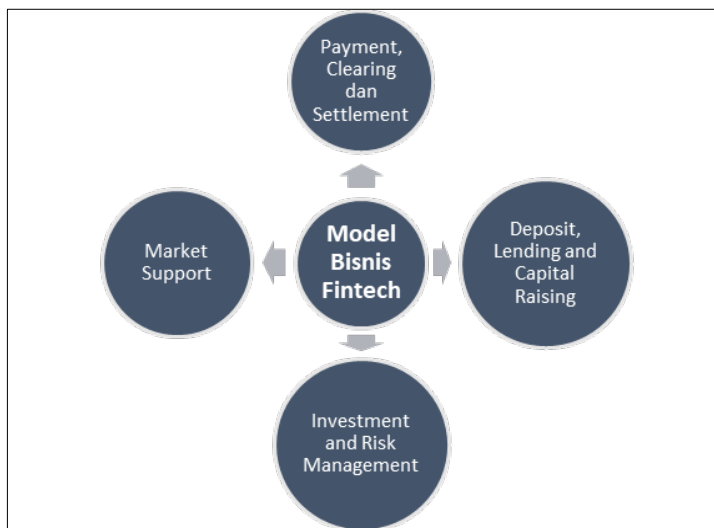 Payment,
Clearing
dan
Settlement
Market
Support
Model
Bisnis
Fintech
Deposit,
Lending and
Capital
Raising
Investment
and Risk
Management